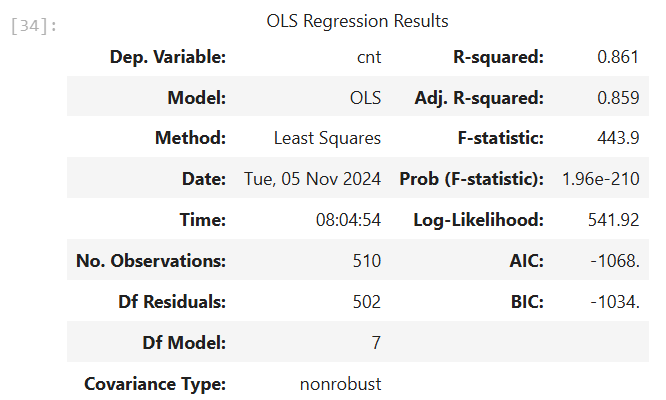 [34]:
OLS Regression Results
Dep. Variable: cnt R-squared: 0.861
Model: OLS Adj. R-squared: 0.859
Method: Least Squares F-statistic: 443.9
Date: Tue, 05 Nov 2024 Prob (F-statistic): 1.96e-210
Time: 08:04:54 Log-Likelihood: 541.92
No. Observations: 510 AIC: -1068.
Df Residuals: 502 BIC: -1034.
Df Model: 7
Covariance Type: nonrobust